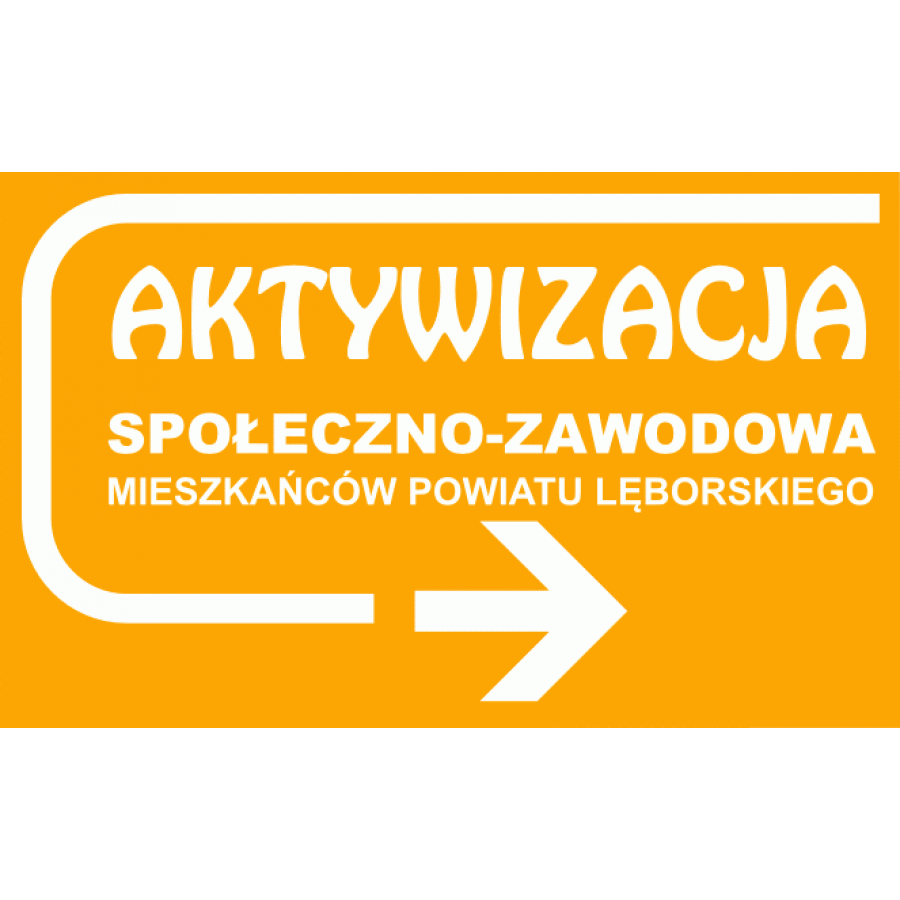 AKTYWIZACJA
SPOŁECZNO-ZAWODOWA
MIESZKAŃCÓW POWIATU LĘBORSKIEGO